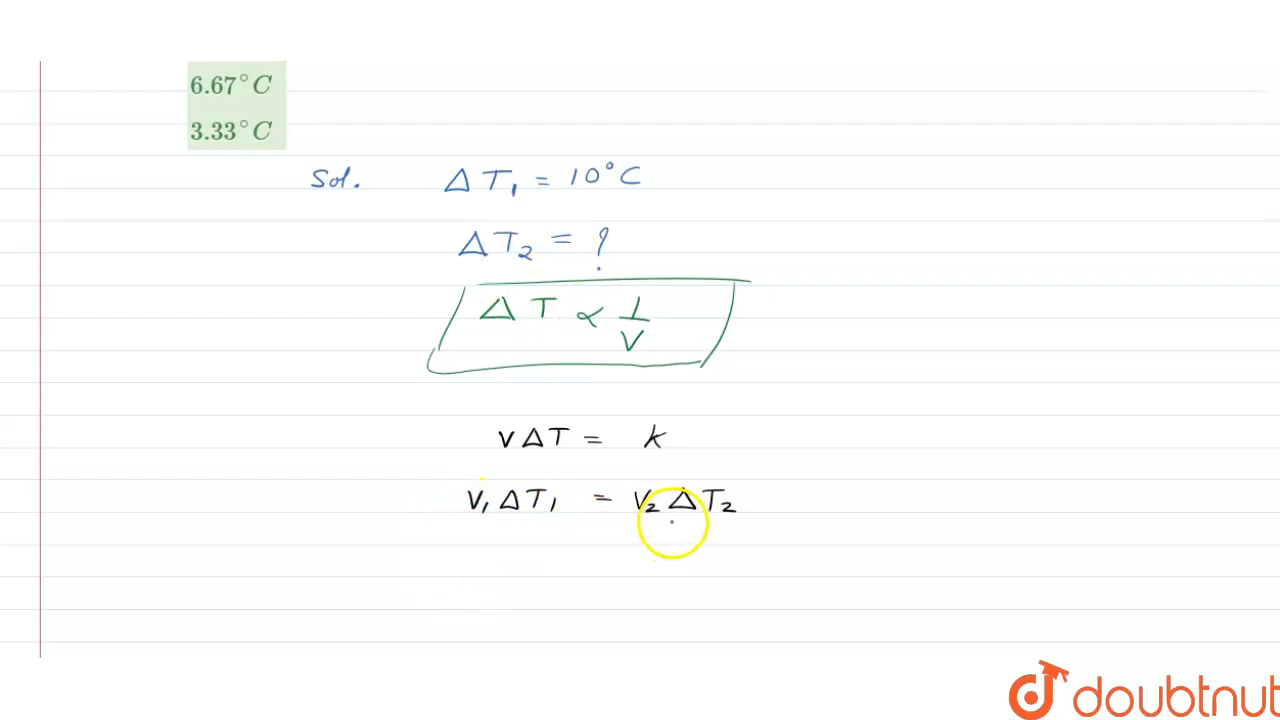 6.67°C
3.33°C
Sol. ΔT₁ = 10°C
ΔT₂ = ?
ΔT ∝ 1/V
VΔT = k
V₁ΔT₁ = V₂ΔT₂
doubtnut